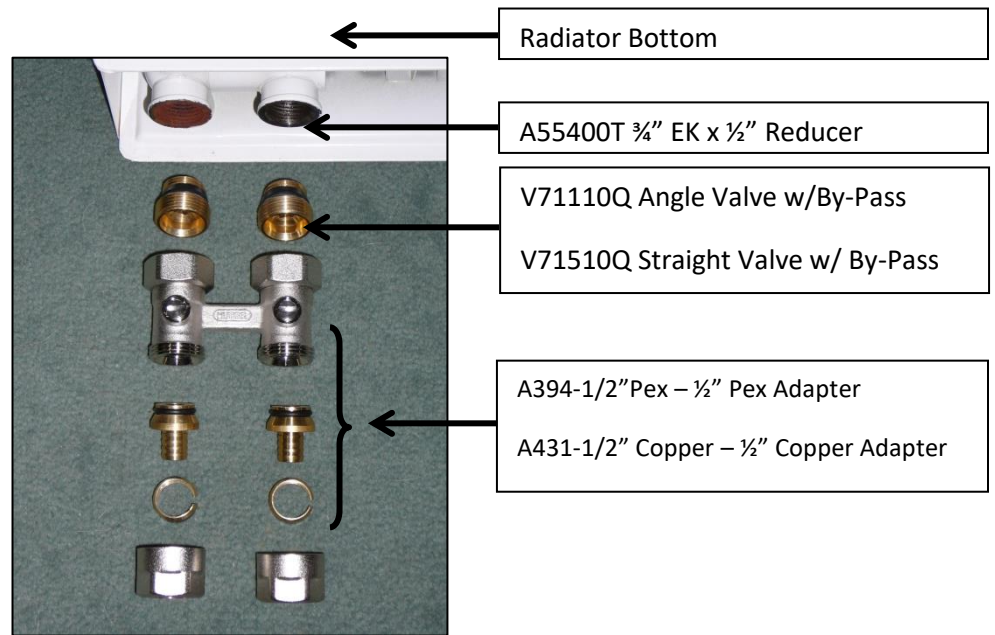 Radiator Bottom
A55400T ¾” EK x ½” Reducer
V71110Q Angle Valve w/By-Pass
V71510Q Straight Valve w/ By-Pass
A394-1/2”Pex – ½” Pex Adapter
A431-1/2” Copper – ½” Copper Adapter